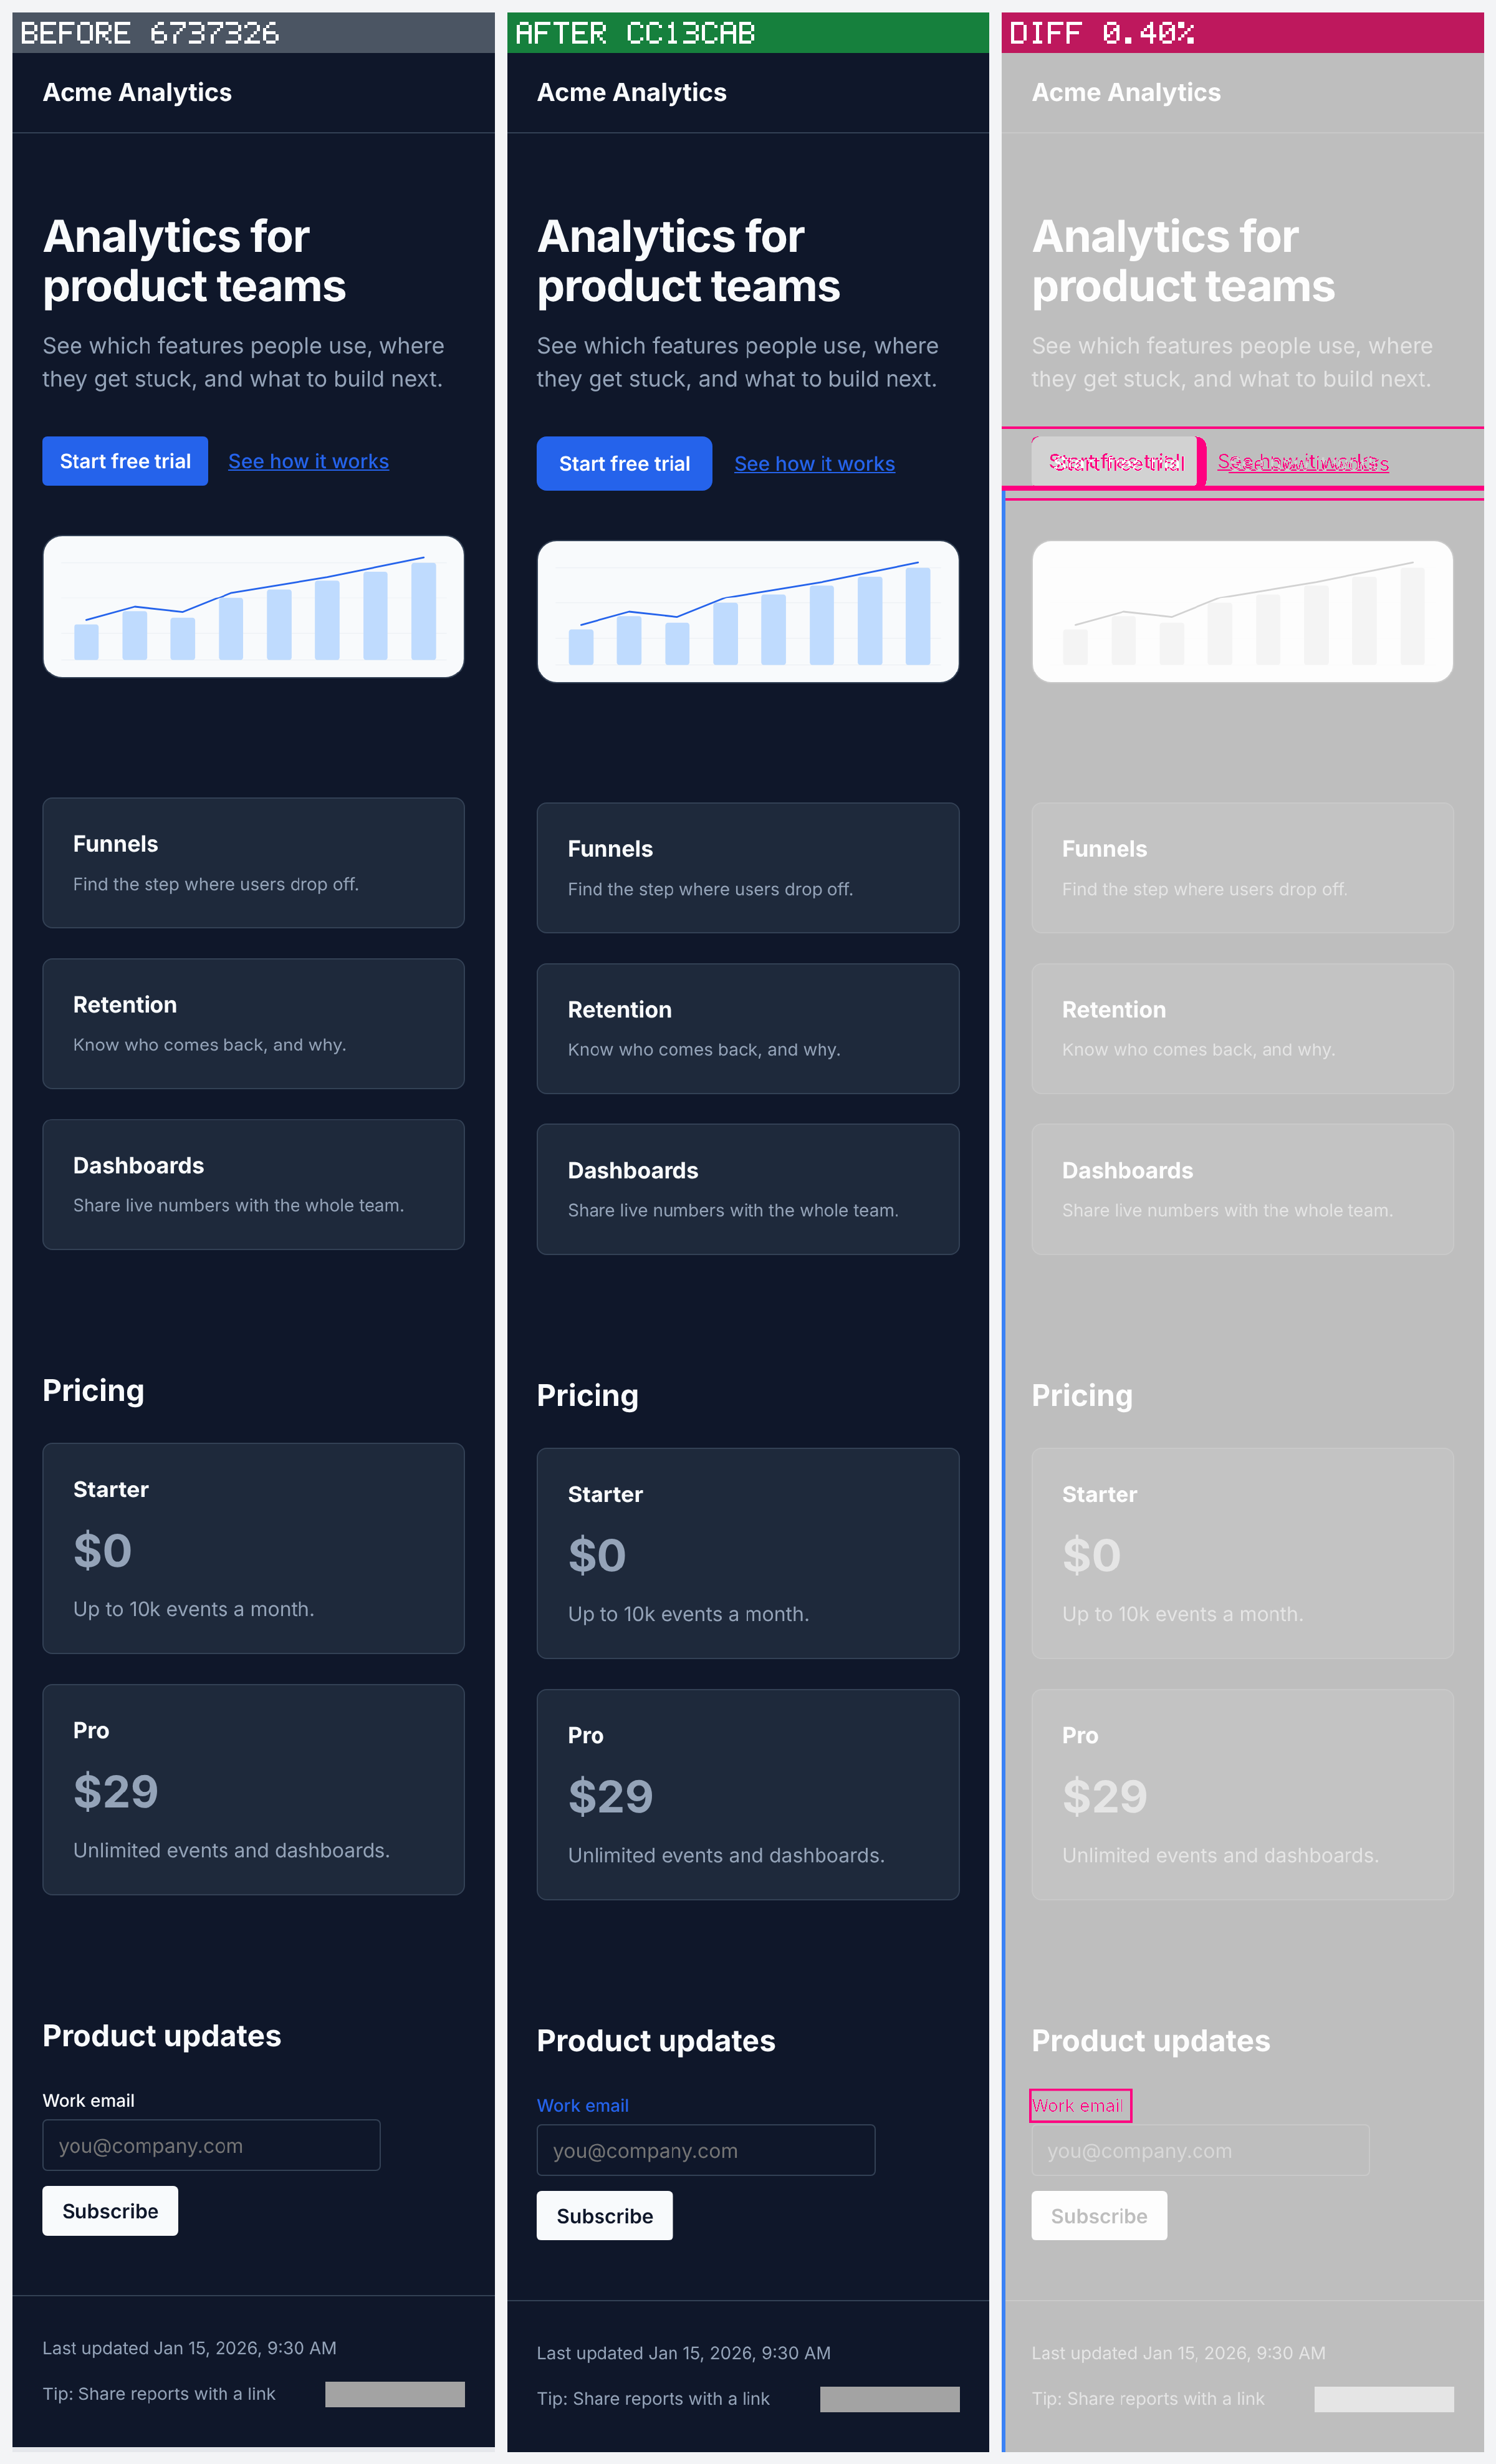 BEFORE 6737326
Acme Analytics
Analytics for
product teams
See which features people use, where
they get stuck, and what to build next.
Start free trial
See how it works
Funnels
Find the step where users drop off.
Retention
Know who comes back, and why.
Dashboards
Share live numbers with the whole team.
Pricing
Starter
$0
Up to 10k events a month.
Pro
$29
Unlimited events and dashboards.
Product updates
Work email
you@company.com
Subscribe
Last updated Jan 15, 2026, 9:30 AM
Tip: Share reports with a link
AFTER CC13CAB
Acme Analytics
Analytics for
product teams
See which features people use, where
they get stuck, and what to build next.
Start free trial
See how it works
Funnels
Find the step where users drop off.
Retention
Know who comes back, and why.
Dashboards
Share live numbers with the whole team.
Pricing
Starter
$0
Up to 10k events a month.
Pro
$29
Unlimited events and dashboards.
Product updates
Work email
you@company.com
Subscribe
Last updated Jan 15, 2026, 9:30 AM
Tip: Share reports with a link
DIFF 0.40%
Acme Analytics
Analytics for
product teams
See which features people use, where
they get stuck, and what to build next.
Funnels
Find the step where users drop off.
Retention
Know who comes back, and why.
Dashboards
Share live numbers with the whole team.
Pricing
Starter
$0
Up to 10k events a month.
Pro
$29
Unlimited events and dashboards.
Product updates
Work email
you@company.com
Subscribe
Last updated Jan 15, 2026, 9:30 AM
Tip: Share reports with a link